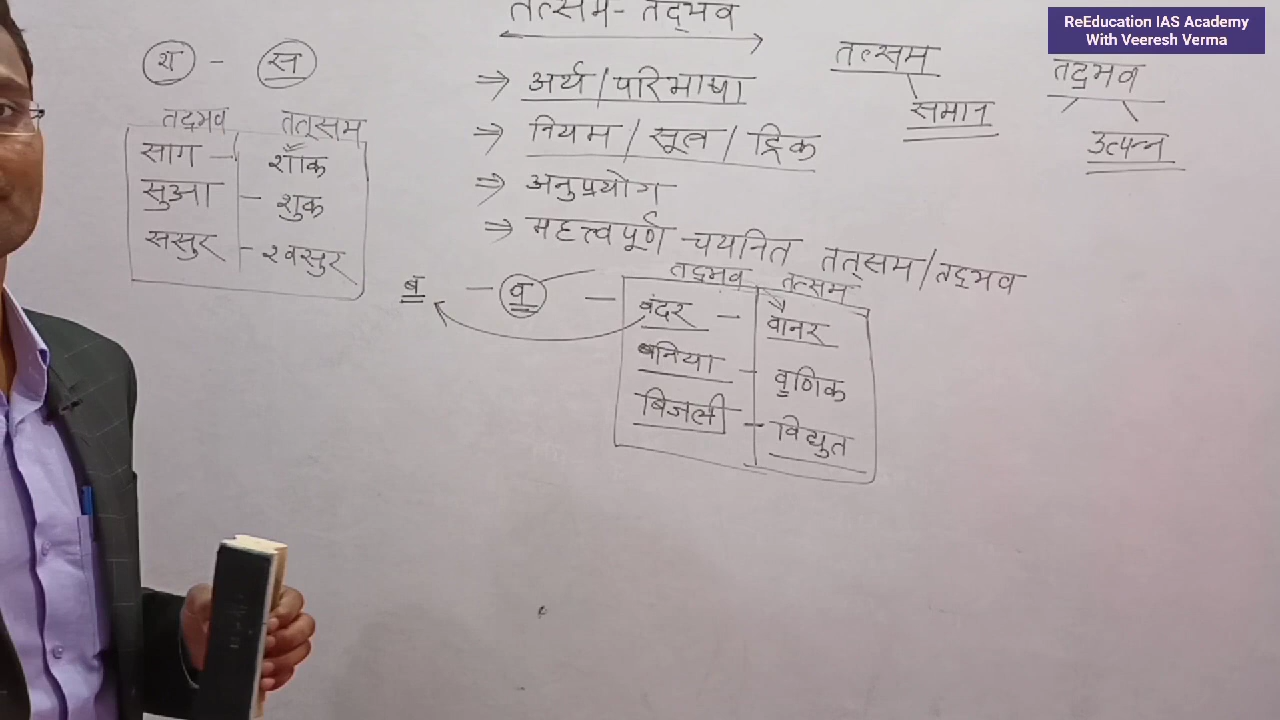 ReEducation IAS Academy
With Veeresh Verma
तत्सम - तद्भव
श - स
तद्भव तत्सम
साग - शाक
सुआ - शुक
ससुर - श्वसुर
⇒ अर्थ / परिभाषा
⇒ नियम / सूत्र / ट्रिक
⇒ अनुप्रयोग
⇒ महत्त्वपूर्ण चयनित तत्सम/तद्भव
तत्सम
समान
तद्भव
उत्पन्न
ब - व -
तद्भव तत्सम
बंदर - वानर
बनिया - वणिक
बिजली - विद्युत